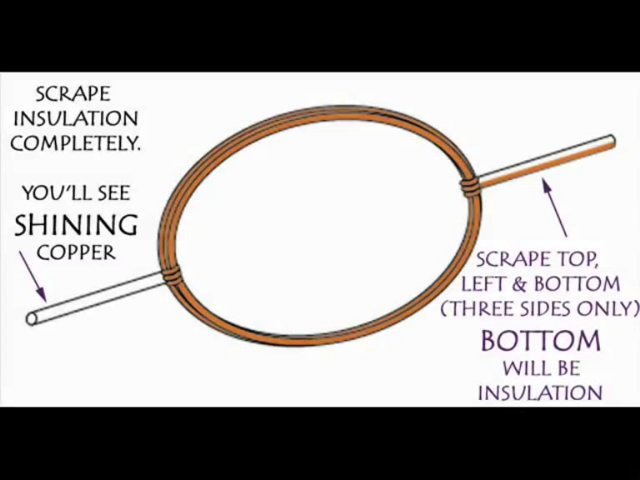 SCRAPE
INSULATION
COMPLETELY.
YOU'LL SEE
SHINING
COPPER
SCRAPE TOP,
LEFT & BOTTOM
(THREE SIDES ONLY)
BOTTOM
WILL BE
INSULATION